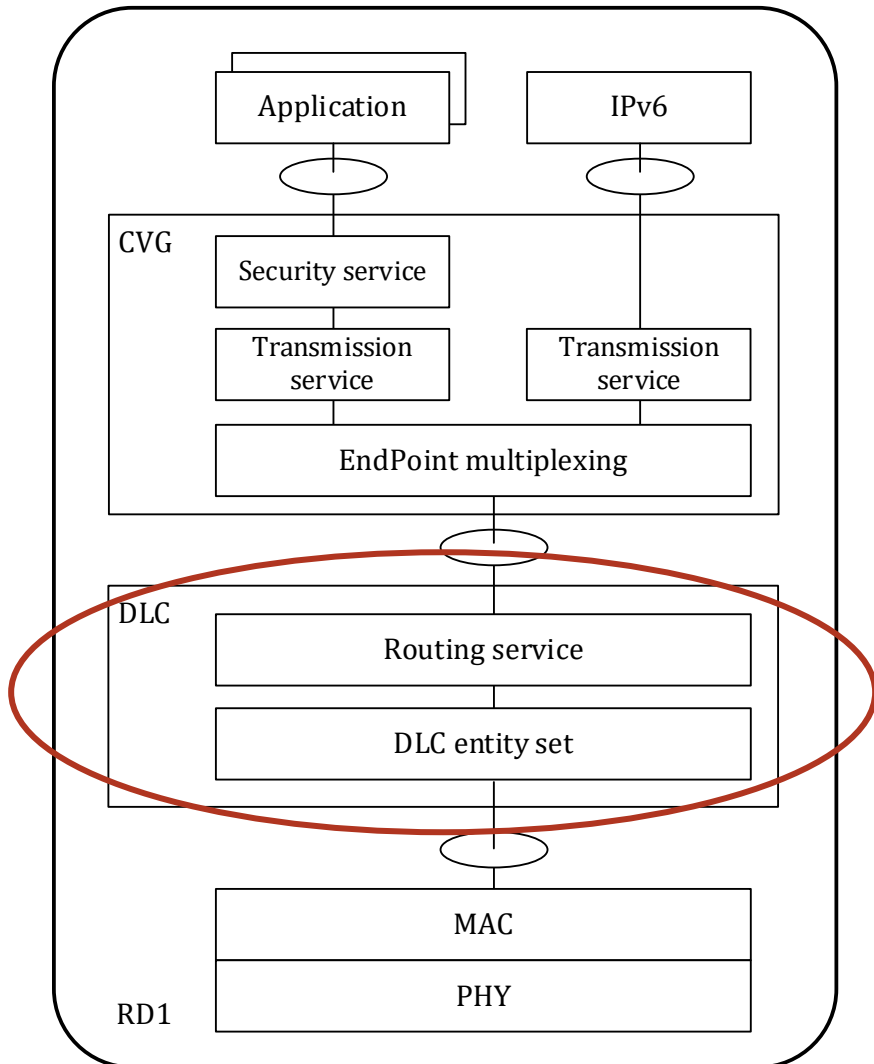 Application
IPv6
CVG
Security service
Transmission
service
Transmission
service
EndPoint multiplexing
DLC
Routing service
DLC entity set
MAC
PHY
RD1